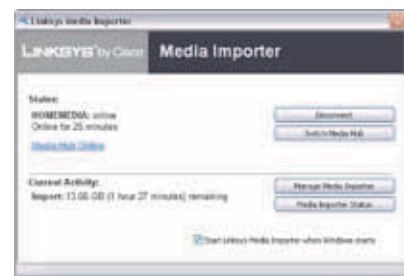 Linksys Media Importer
LINKSYS by Cisco
Media Importer
Status:
HOMEMEDIA: online
Online for 25 minutes
Media Hub Online
Disconnect
Switch Media Hub
Current Activity:
Import: 13.06 GB (1 hour 27 minutes) remaining
Manage Media Importer
Media Importer Status
Start Linksys Media Importer when Windows starts